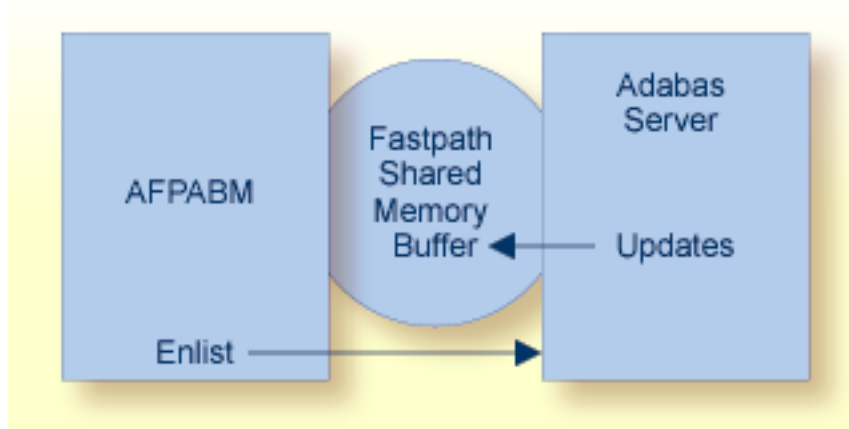 AFPABM
Enlist
Fastpath
Shared
Memory
Buffer
Adabas
Server
Updates